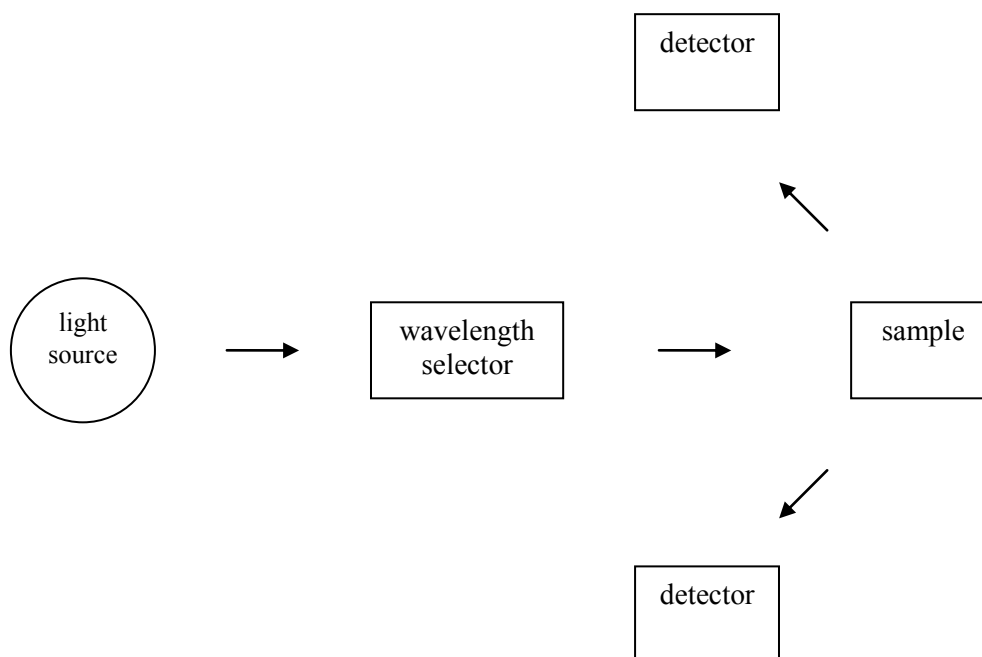 detector
light
source
wavelength
selector
sample
detector